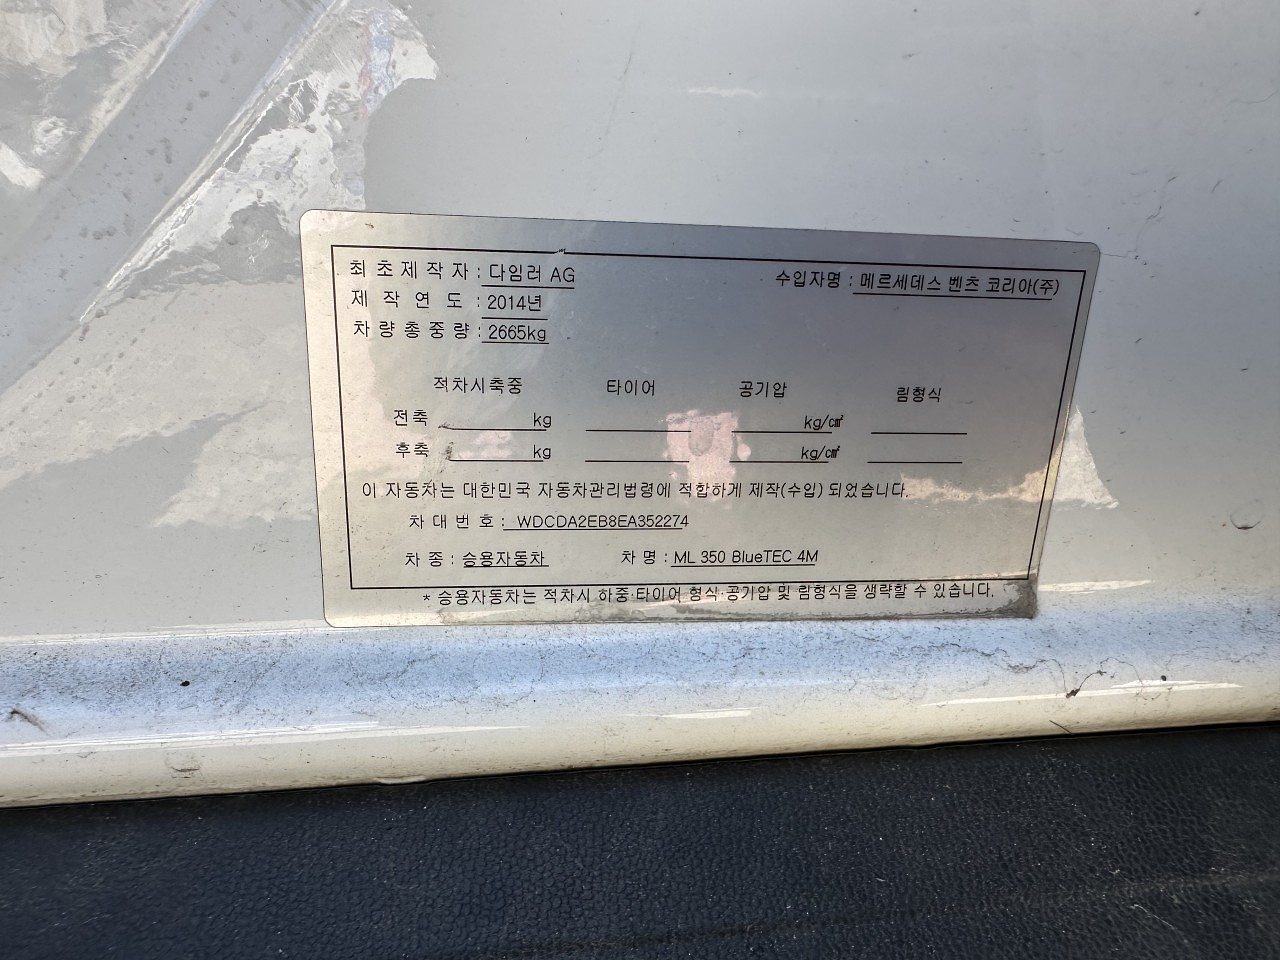 최초제작자 : 다임러 AG 수입자명 : 메르세데스 벤츠 코리아(주)
제작연도 : 2014년
차량총중량 : 2665kg
적차시축중 타이어 공기압 림형식
전축 kg kg/㎠
후축 kg kg/㎠
이 자동차는 대한민국 자동차관리법령에 적합하게 제작(수입) 되었습니다.
차대번호 : WDCDA2EB8EA352274
차종 : 승용자동차 차명 : ML 350 BlueTEC 4M
* 승용자동차는 적차시 하중·타이어 형식·공기압 및 림형식을 생략할 수 있습니다.